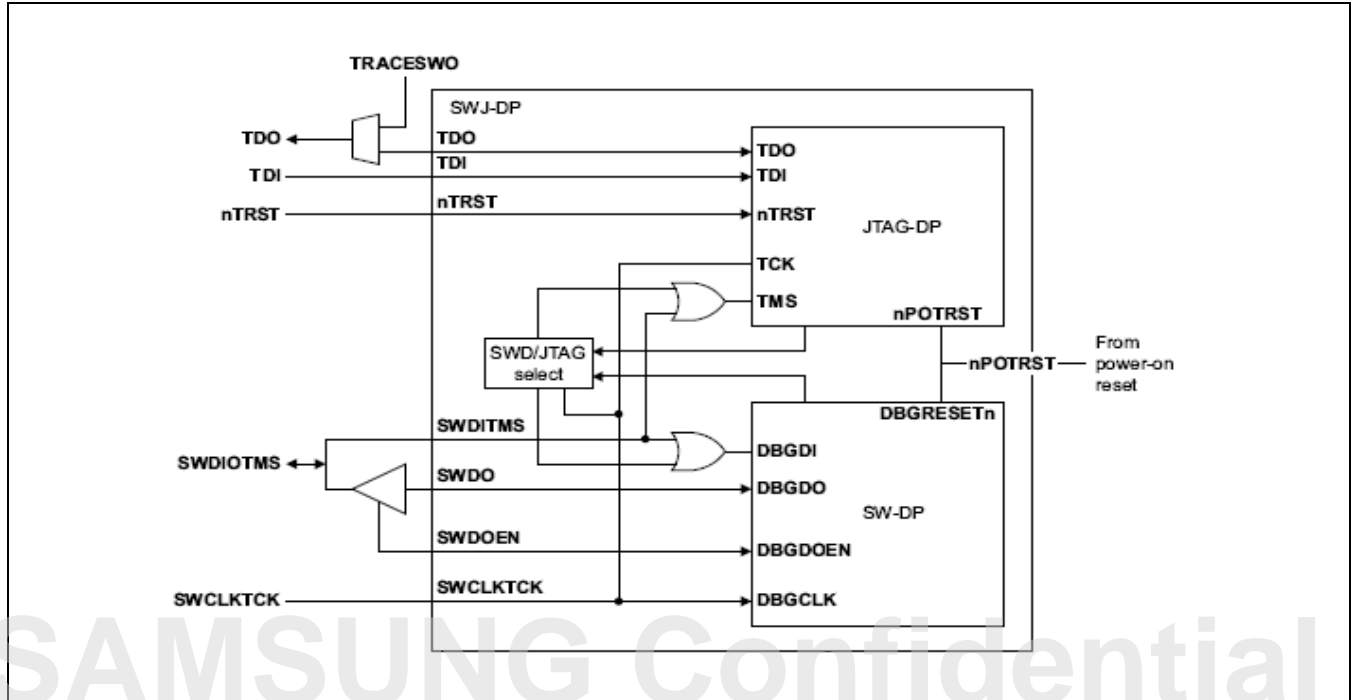 TRACESWO
SWJ-DP
TDO
TDO
TDO
TDI
TDI
TDI
nTRST
nTRST
nTRST
JTAG-DP
TCK
TMS
nPOTRST
SWD/JTAG
select
nPOTRST
From
power-on
reset
DBGRESETn
SWDITMS
DBGDI
SWDIOTMS
SWDO
DBGDO
SW-DP
SWDOEN
DBGDOEN
SWCLKTCK
SWCLKTCK
DBGCLK
SAMSUNG Confidential